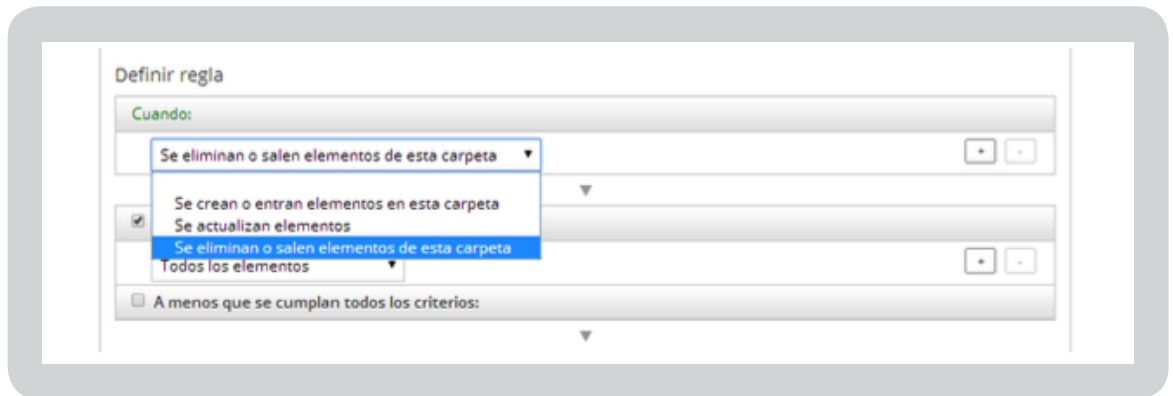 Definir regla
Cuando:
Se eliminan o salen elementos de esta carpeta
Se crean o entran elementos en esta carpeta
Se actualizan elementos
Se eliminan o salen elementos de esta carpeta
Todos los elementos
A menos que se cumplan todos los criterios: